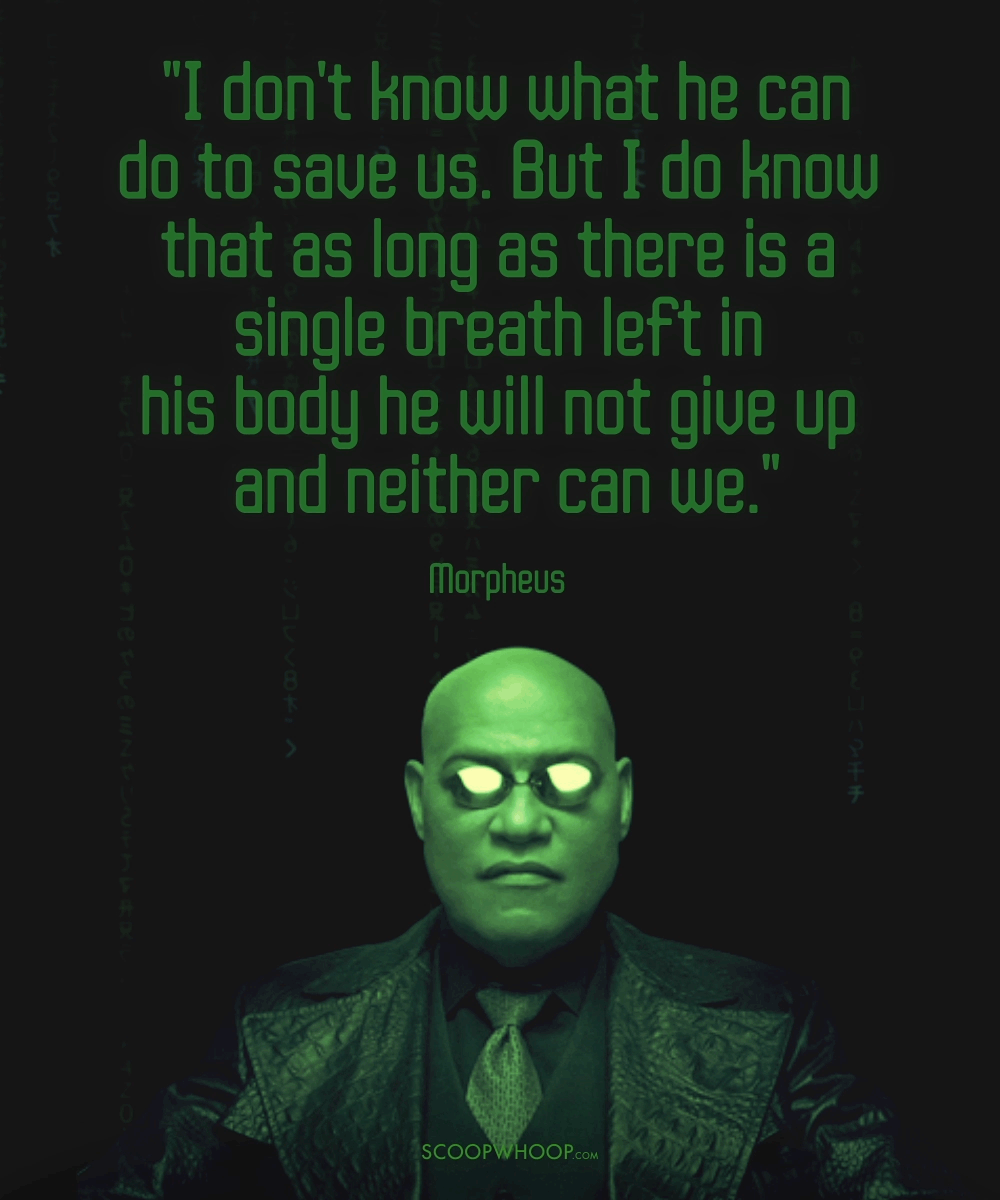 "I don't know what he can
do to save us. But I do know
that as long as there is a
single breath left in
his body he will not give up
and neither can we."
Morpheus
SCOOPWHOOP.COM